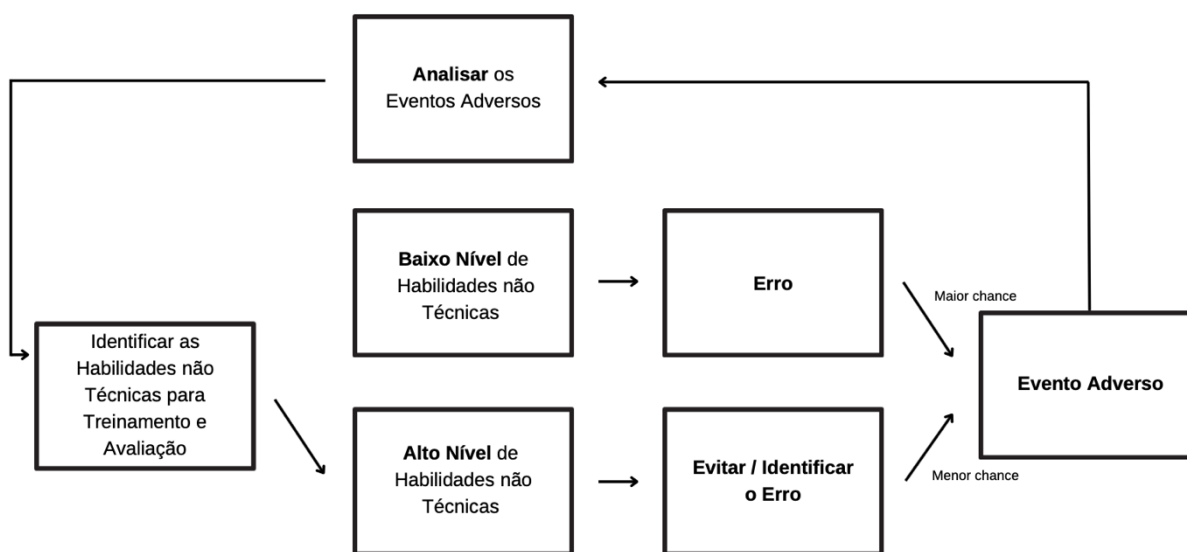 Analisar os
Eventos Adversos
Baixo Nível de
Habilidades não
Técnicas
Erro
Maior chance
Identificar as
Habilidades não
Técnicas para
Treinamento e
Avaliação
Evento Adverso
Alto Nível de
Habilidades não
Técnicas
Evitar / Identificar
o Erro
Menor chance